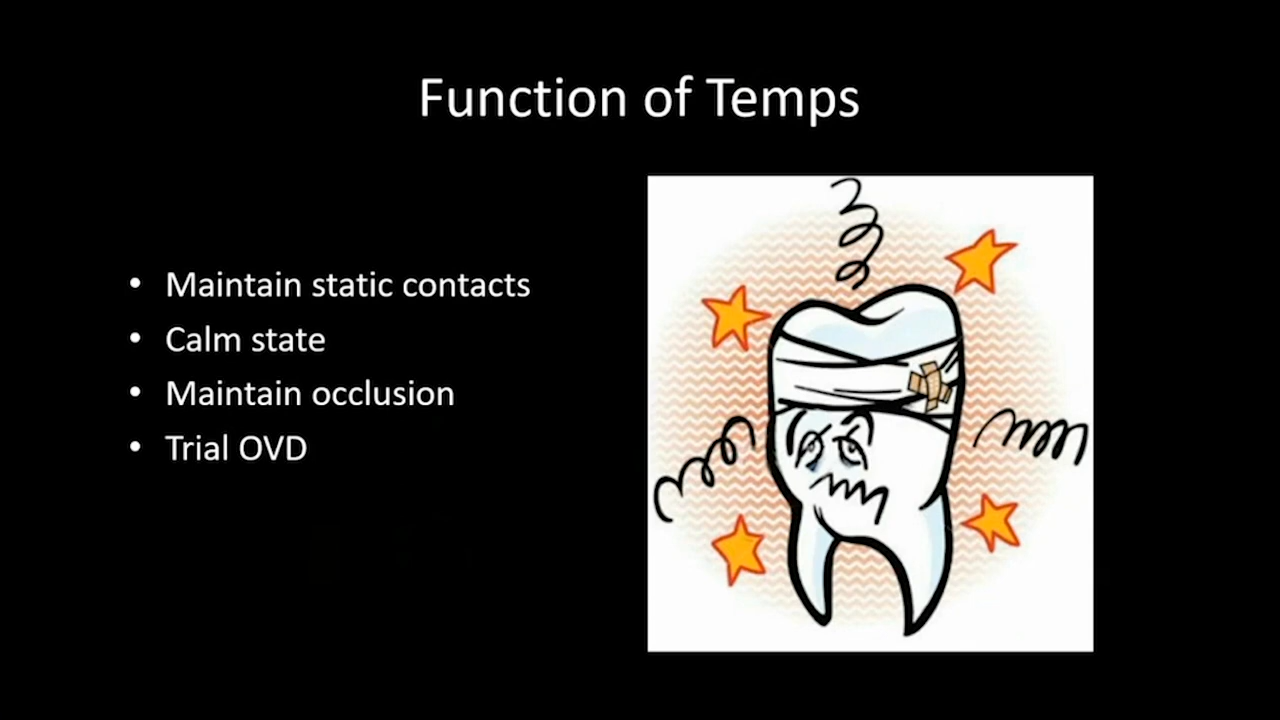 Function of Temps
• Maintain static contacts
• Calm state
• Maintain occlusion
• Trial OVD